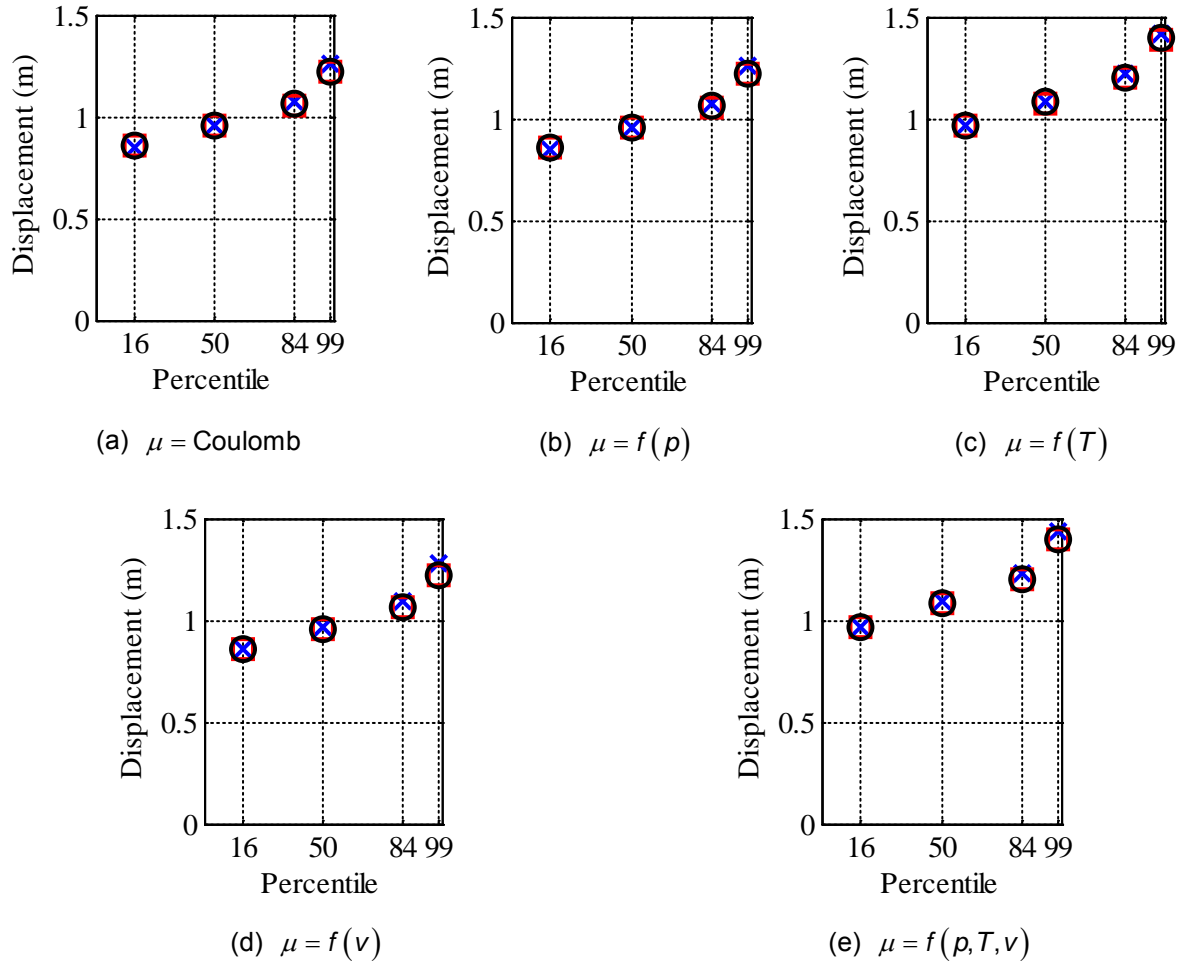 1.5
1
0.5
0
Displacement (m)
16 50 84 99
Percentile
(a) μ = Coulomb
1.5
1
0.5
0
Displacement (m)
16 50 84 99
Percentile
(b) μ = f(p)
1.5
1
0.5
0
Displacement (m)
16 50 84 99
Percentile
(c) μ = f(T)
1.5
1
0.5
0
Displacement (m)
16 50 84 99
Percentile
(d) μ = f(v)
1.5
1
0.5
0
Displacement (m)
16 50 84 99
Percentile
(e) μ = f(p,T,v)